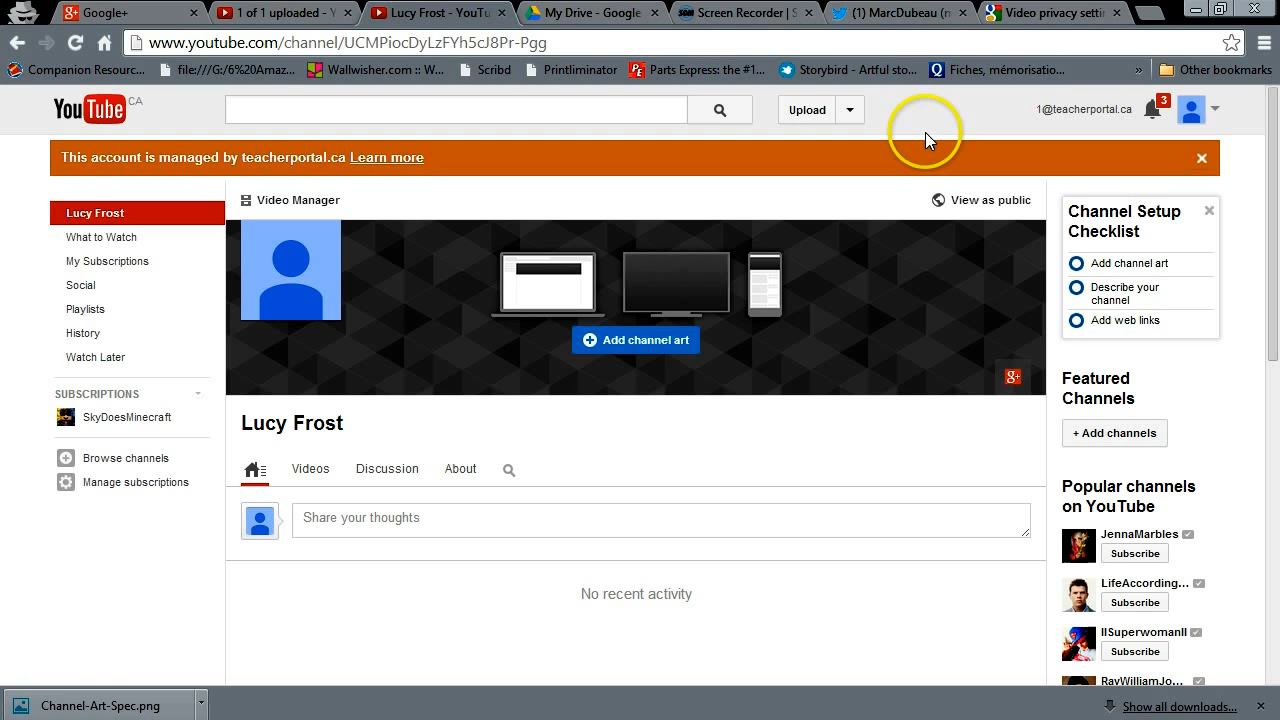 Google+
1 of 1 uploaded - Y
Lucy Frost - YouTu
My Drive - Google
Screen Recorder | S
(1) MarcDubeau (n
Video privacy setti
www.youtube.com/channel/UCMPiocDyLzFYh5cJ8Pr-Pgg
Companion Resourc...
file:///G:/6%20Amaz...
Wallwisher.com :: W...
Scribd
Printliminator
Parts Express: the #1...
Storybird - Artful sto...
Fiches, mémorisatio...
»
Other bookmarks
YouTube CA
Upload
1@teacherportal.ca
3
This account is managed by teacherportal.ca Learn more
Lucy Frost
What to Watch
My Subscriptions
Social
Playlists
History
Watch Later
SUBSCRIPTIONS
SkyDoesMinecraft
Browse channels
Manage subscriptions
Video Manager
View as public
Add channel art
g+
Lucy Frost
Videos
Discussion
About
Share your thoughts
No recent activity
Channel Setup
Checklist
Add channel art
Describe your
channel
Add web links
Featured
Channels
+ Add channels
Popular channels
on YouTube
JennaMarbles
Subscribe
LifeAccording...
Subscribe
IISuperwomanII
Subscribe
RayWilliamJo...
Channel-Art-Spec.png
Show all downloads...